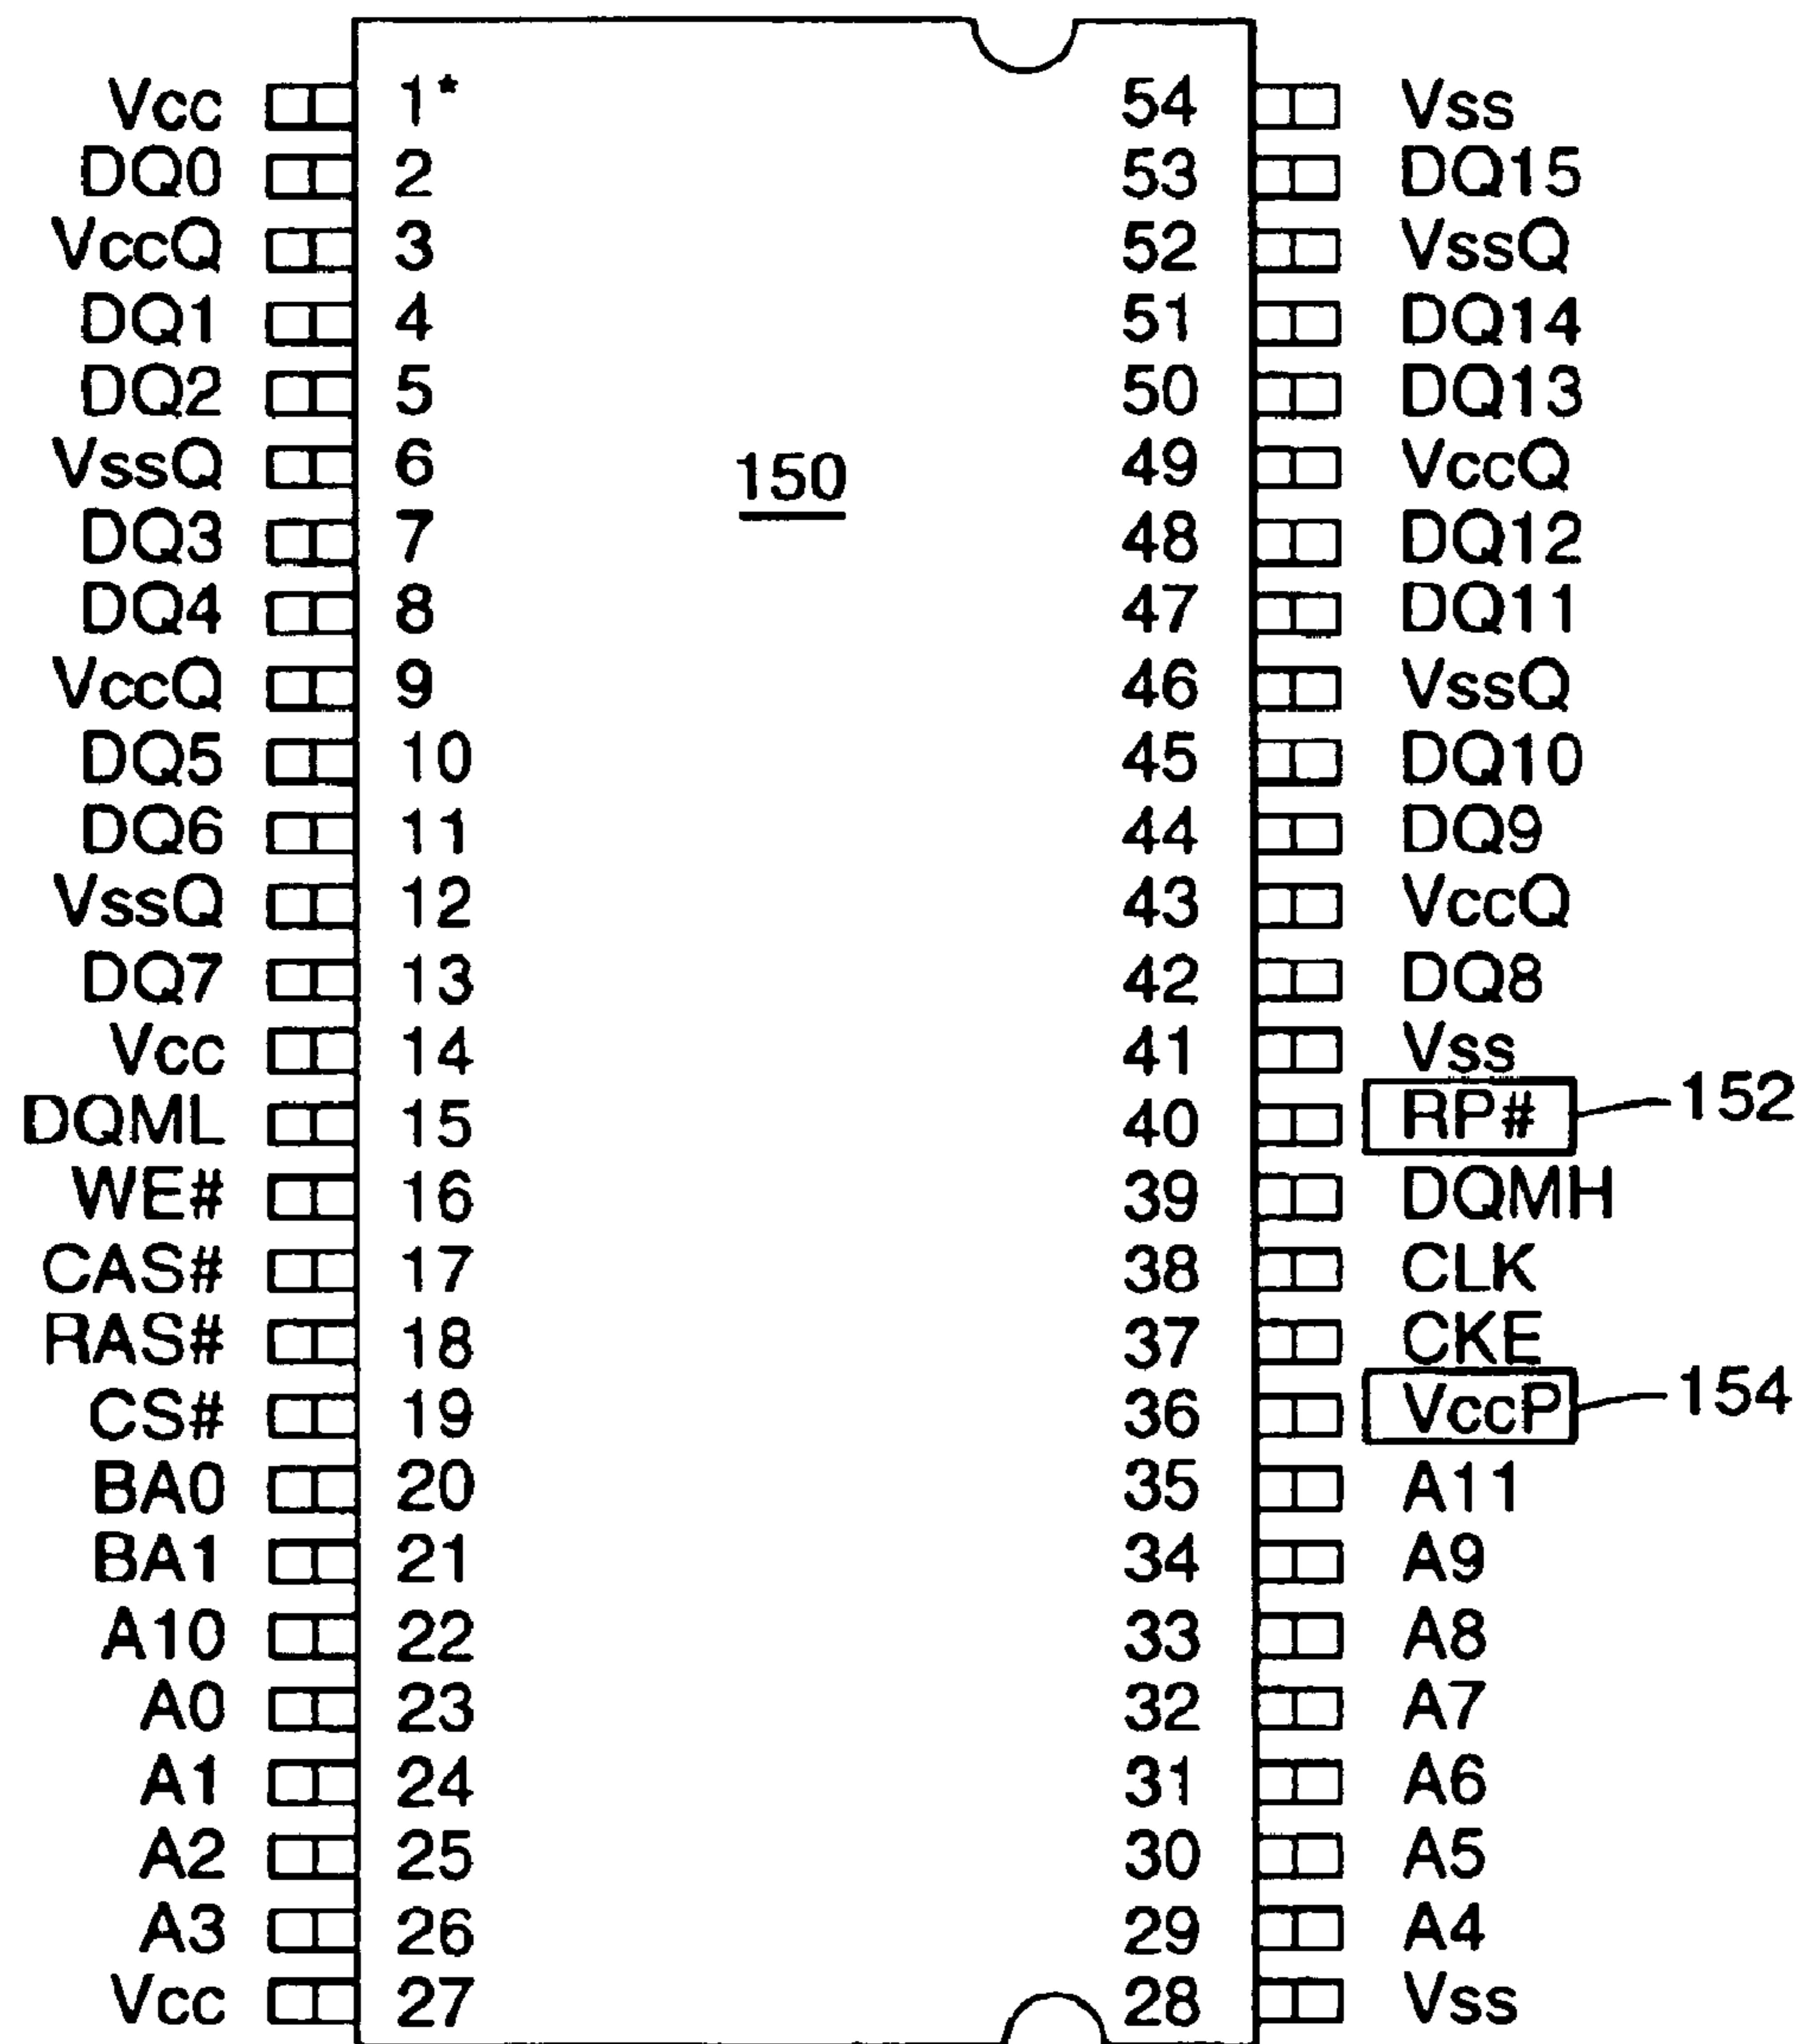 Vcc 1* 54 Vss
DQ0 2 53 DQ15
VccQ 3 52 VssQ
DQ1 4 51 DQ14
DQ2 5 50 DQ13
VssQ 6 150 49 VccQ
DQ3 7 48 DQ12
DQ4 8 47 DQ11
VccQ 9 46 VssQ
DQ5 10 45 DQ10
DQ6 11 44 DQ9
VssQ 12 43 VccQ
DQ7 13 42 DQ8
Vcc 14 41 Vss
DQML 15 40 RP# 152
WE# 16 39 DQMH
CAS# 17 38 CLK
RAS# 18 37 CKE
CS# 19 36 VccP 154
BA0 20 35 A11
BA1 21 34 A9
A10 22 33 A8
A0 23 32 A7
A1 24 31 A6
A2 25 30 A5
A3 26 29 A4
Vcc 27 28 Vss